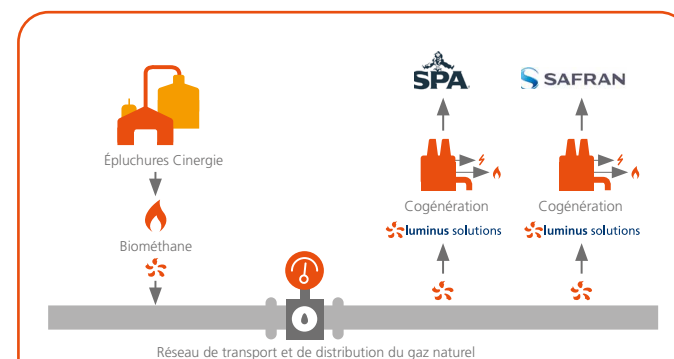 SPA
SAFRAN
Épluchures Cinergie
Cogénération
Cogénération
luminus solutions
luminus solutions
Biométhane
Réseau de transport et de distribution du gaz naturel